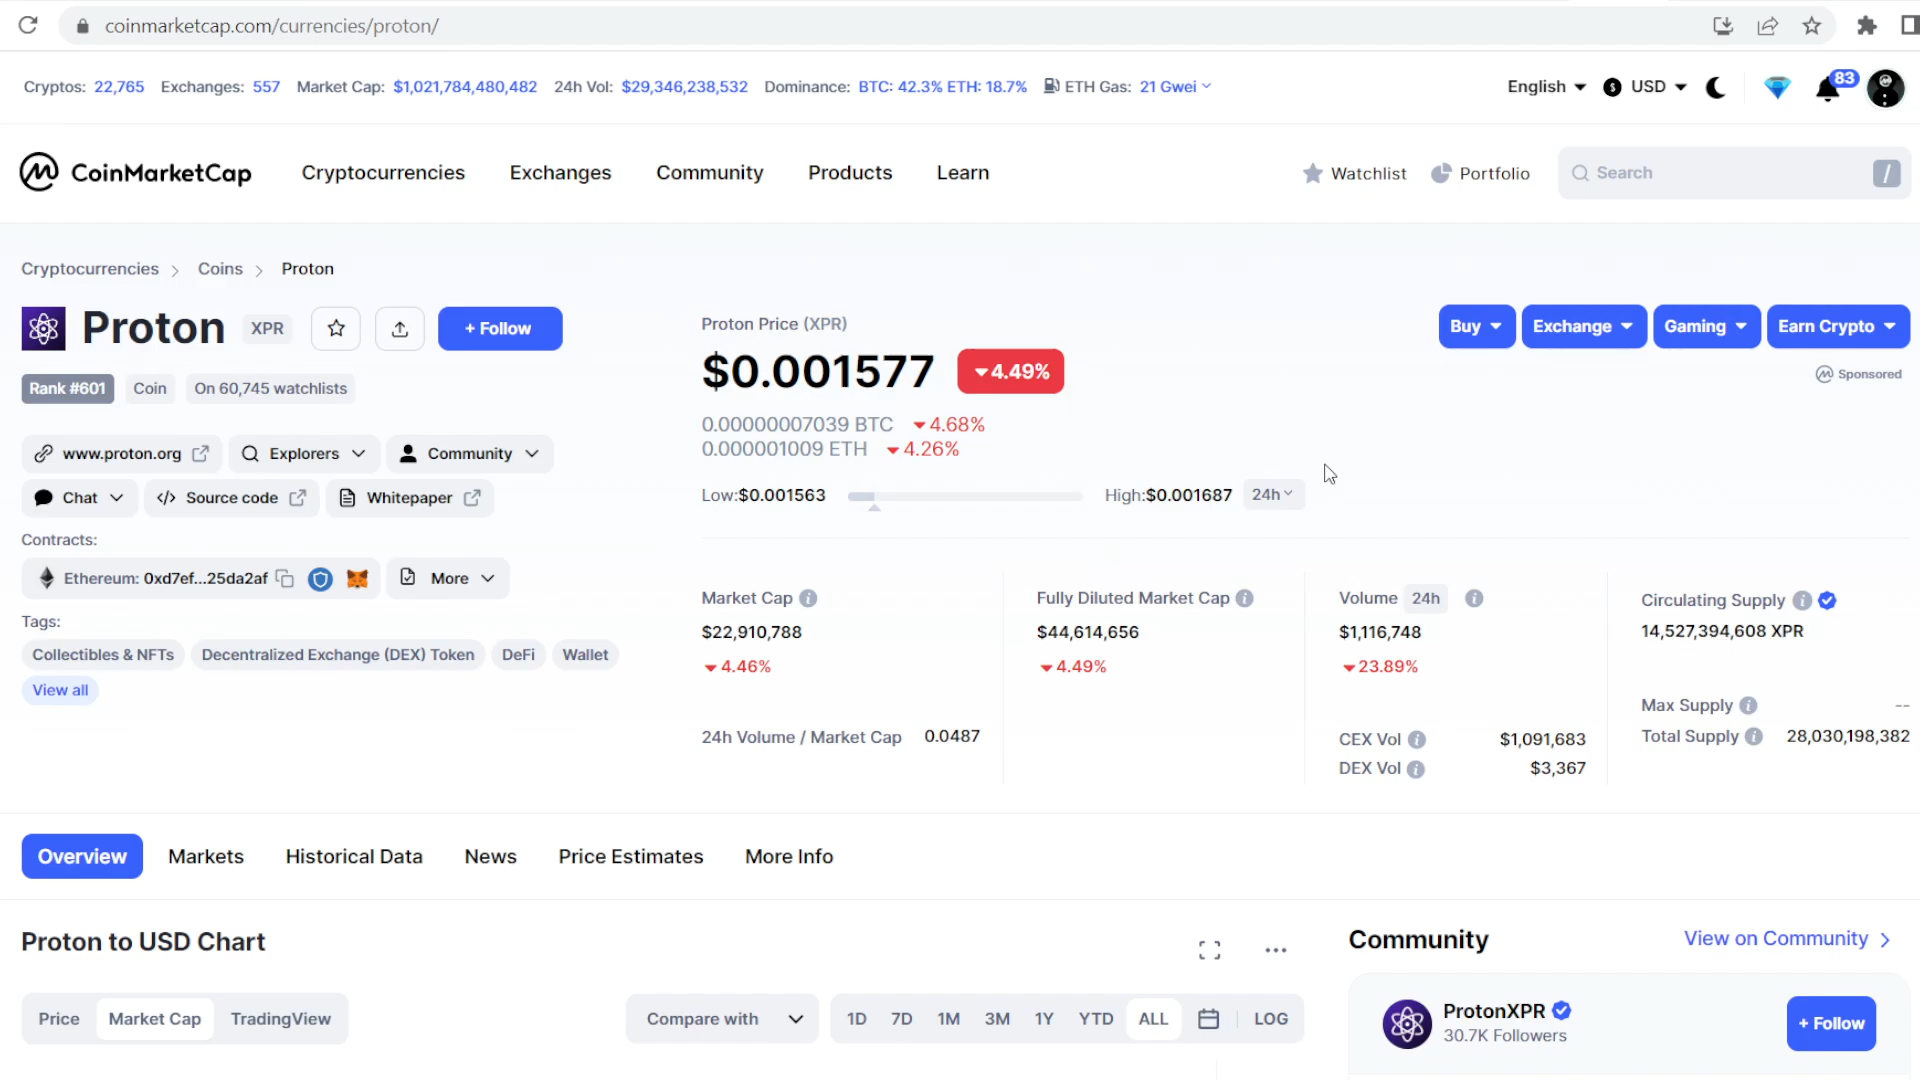 coinmarketcap.com/currencies/proton/
Cryptos: 22,765 Exchanges: 557 Market Cap: $1,021,784,480,482 24h Vol: $29,346,238,532 Dominance: BTC: 42.3% ETH: 18.7% ETH Gas: 21 Gwei English USD 83
CoinMarketCap Cryptocurrencies Exchanges Community Products Learn Watchlist Portfolio Search /
Cryptocurrencies > Coins > Proton
Proton XPR + Follow
Rank #601 Coin On 60,745 watchlists
www.proton.org Explorers Community
Chat Source code Whitepaper
Contracts:
Ethereum: 0xd7ef...25da2af More
Tags:
Collectibles & NFTs Decentralized Exchange (DEX) Token DeFi Wallet
View all
Proton Price (XPR)
$0.001577 4.49%
0.00000007039 BTC 4.68%
0.000001009 ETH 4.26%
Low:$0.001563 High:$0.001687 24h
Buy Exchange Gaming Earn Crypto
Sponsored
Market Cap
$22,910,788
4.46%
24h Volume / Market Cap 0.0487
Fully Diluted Market Cap
$44,614,656
4.49%
Volume 24h
$1,116,748
23.89%
CEX Vol $1,091,683
DEX Vol $3,367
Circulating Supply
14,527,394,608 XPR
Max Supply --
Total Supply 28,030,198,382
Overview Markets Historical Data News Price Estimates More Info
Proton to USD Chart
Price Market Cap TradingView Compare with 1D 7D 1M 3M 1Y YTD ALL LOG
Community View on Community >
ProtonXPR
30.7K Followers
+ Follow